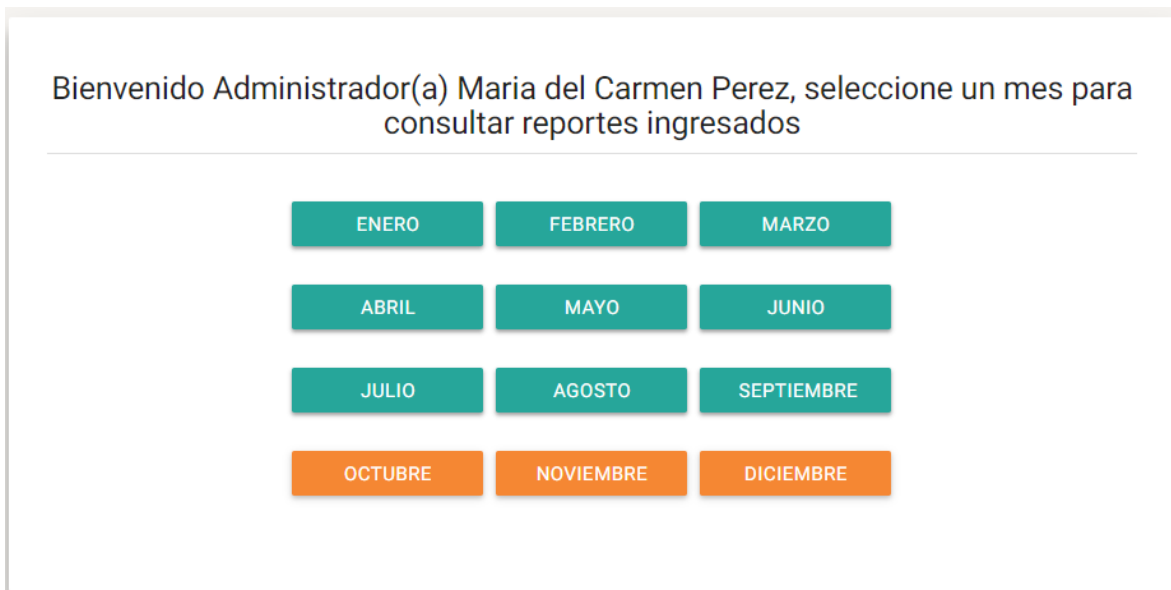 Bienvenido Administrador(a) Maria del Carmen Perez, seleccione un mes para
consultar reportes ingresados
ENERO FEBRERO MARZO
ABRIL MAYO JUNIO
JULIO AGOSTO SEPTIEMBRE
OCTUBRE NOVIEMBRE DICIEMBRE